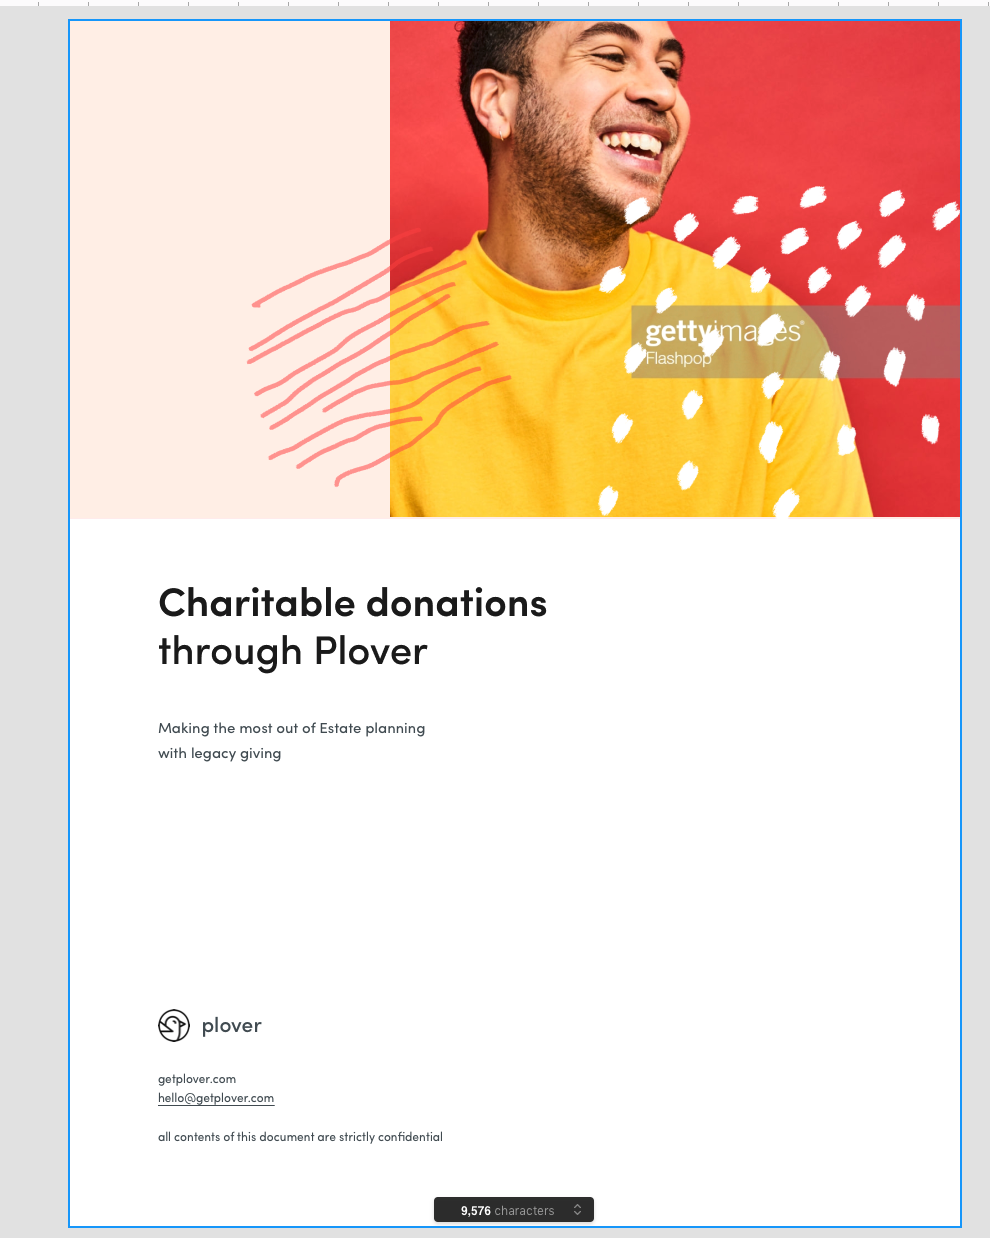 gettyimages®
Flashpop
Charitable donations
through Plover
Making the most out of Estate planning
with legacy giving
plover
getplover.com
hello@getplover.com
all contents of this document are strictly confidential
9,576 characters